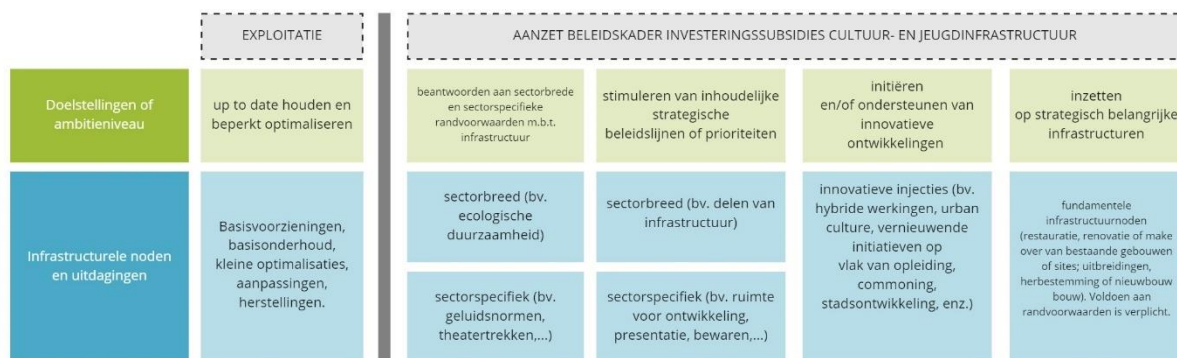 EXPLOITATIE
AANZET BELEIDSKADER INVESTERINGSSUBSIDIES CULTUUR- EN JEUGDINFRASTRUCTUUR
Doelstellingen of
ambitieniveau
up to date houden en
beperkt optimaliseren
beantwoorden aan sectorbrede
en sectorspecifieke
randvoorwaarden m.b.t.
infrastructuur
stimuleren van inhoudelijke
strategische
beleidslijnen of prioriteiten
initiëren
en/of ondersteunen van
innovatieve
ontwikkelingen
inzetten
op strategisch belangrijke
infrastructuren
Infrastructurele noden
en uitdagingen
Basisvoorzieningen,
basisonderhoud,
kleine optimalisaties,
aanpassingen,
herstellingen.
sectorbreed (bv.
ecologische
duurzaamheid)
sectorspecifiek (bv.
geluidsnormen,
theatertrekken,...)
sectorbreed (bv. delen van
infrastructuur)
sectorspecifiek (bv. ruimte
voor ontwikkeling,
presentatie, bewaren,...)
innovatieve injecties (bv.
hybride werkingen, urban
culture, vernieuwende
initiatieven op
vlak van opleiding,
commoning,
stadsontwikkeling, enz.)
fundamentele
infrastructuurnoden
(restauratie, renovatie of make
over van bestaande gebouwen
of sites; uitbreidingen,
herbestemming of nieuwbouw
bouw). Voldoen aan
randvoorwaarden is verplicht.